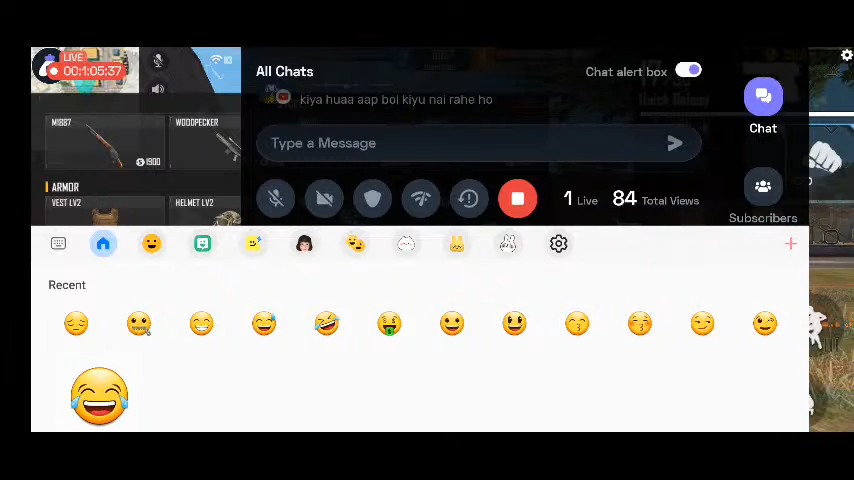 LIVE
00:1:05:37
All Chats
Chat alert box
kiya huaa aap bol kiyu nai rahe ho
M1887
WOODPECKER
1900
Type a Message
Chat
ARMOR
VEST LV2
HELMET LV2
1 Live
84 Total Views
Subscribers
Recent